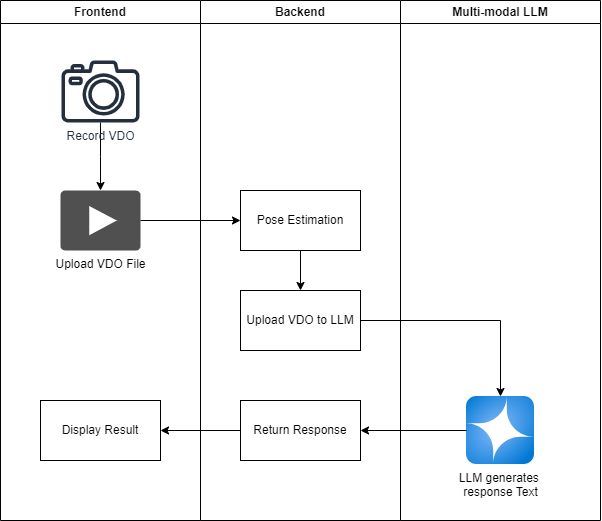 Frontend
Backend
Multi-modal LLM
Record VDO
Upload VDO File
Pose Estimation
Upload VDO to LLM
Display Result
Return Response
LLM generates
response Text